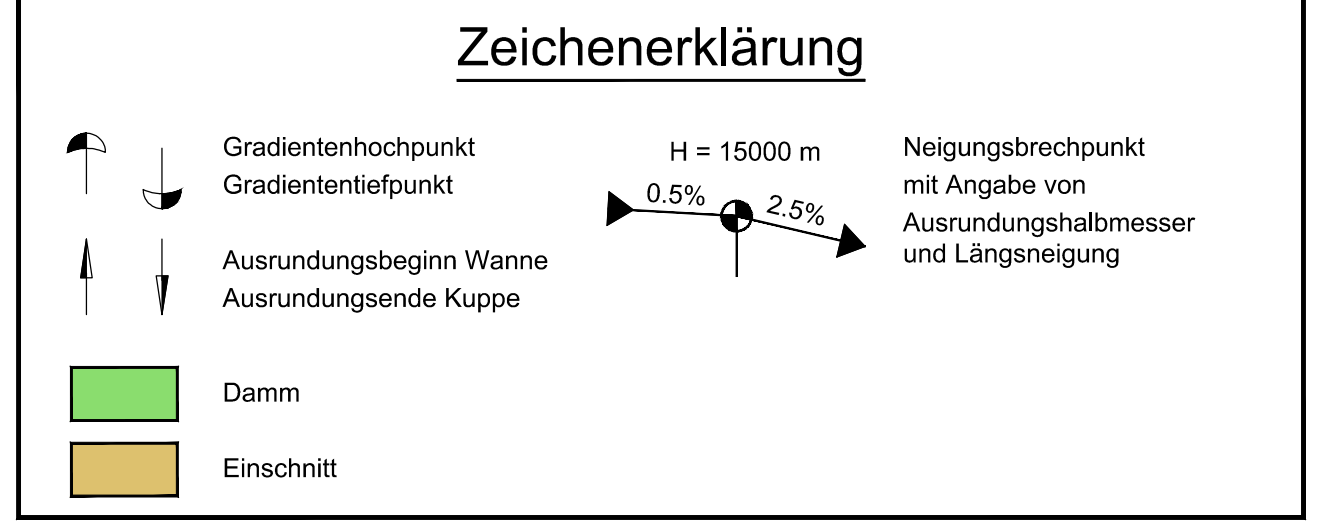 Zeichenerklärung
Gradientenhochpunkt
Gradiententiefpunkt
Ausrundungsbeginn Wanne
Ausrundungsende Kuppe
Damm
Einschnitt
H = 15000 m
0.5%
2.5%
Neigungsbrechpunkt
mit Angabe von
Ausrundungshalbmesser
und Längsneigung